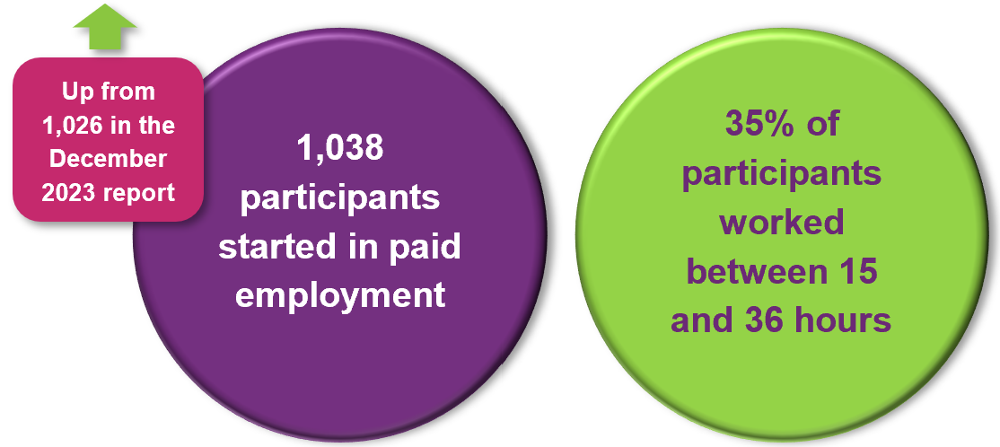 Up from
1,026 in the
December
2023 report
1,038
participants
started in paid
employment
35% of
participants
worked
between 15
and 36 hours